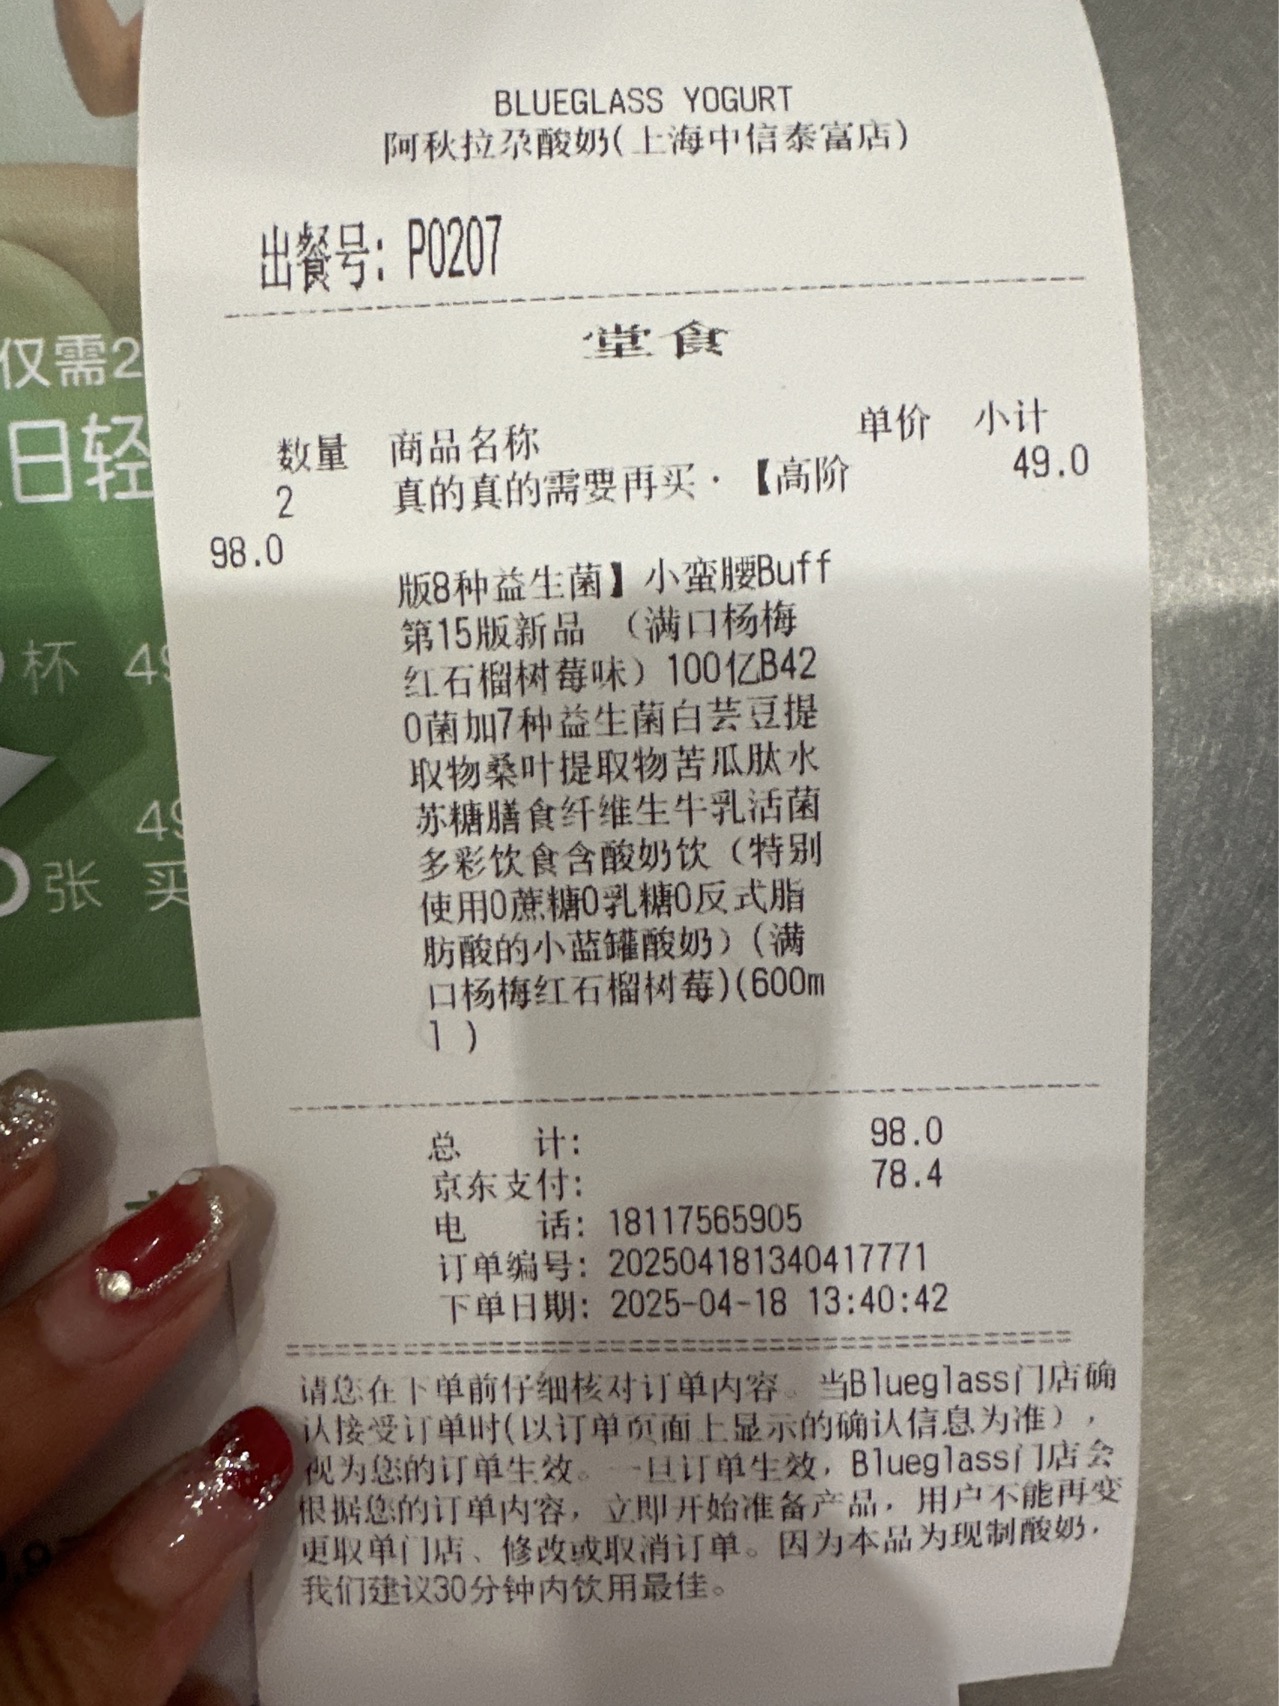 BLUEGLASS YOGURT
阿秋拉尕酸奶(上海中信泰富店)
出餐号: P0207
堂食
数量 商品名称 单价 小计
2 真的真的需要再买·【高阶 49.0
98.0
版8种益生菌】小蛮腰Buff
第15版新品 (满口杨梅
红石榴树莓味) 100亿B42
0菌加7种益生菌白芸豆提
取物桑叶提取物苦瓜肽水
苏糖膳食纤维生牛乳活菌
多彩饮食含酸奶饮 (特别
使用0蔗糖0乳糖0反式脂
肪酸的小蓝罐酸奶) (满
口杨梅红石榴树莓)(600m
l )
总 计: 98.0
京东支付: 78.4
电 话: 18117565905
订单编号: 202504181340417771
下单日期: 2025-04-18 13:40:42
请您在下单前仔细核对订单内容。当Blueglass门店确
认接受订单时(以订单页面上显示的确认信息为准),
视为您的订单生效。一旦订单生效,Blueglass门店会
根据您的订单内容,立即开始准备产品,用户不能再变
更取单门店、修改或取消订单。因为本品为现制酸奶,
我们建议30分钟内饮用最佳。
仅需2
日轻
杯 49
49
张 买